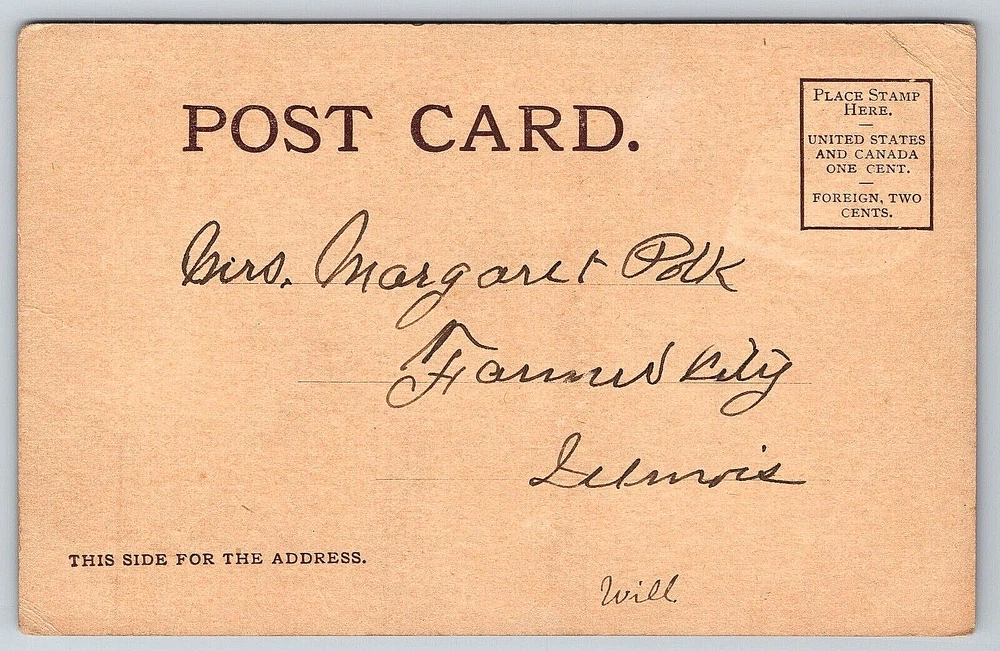 POST CARD.
PLACE STAMP
HERE.
UNITED STATES
AND CANADA
ONE CENT.
FOREIGN, TWO
CENTS.
Mrs. Margaret Polk
Farmer City
Illinois
THIS SIDE FOR THE ADDRESS.
Will